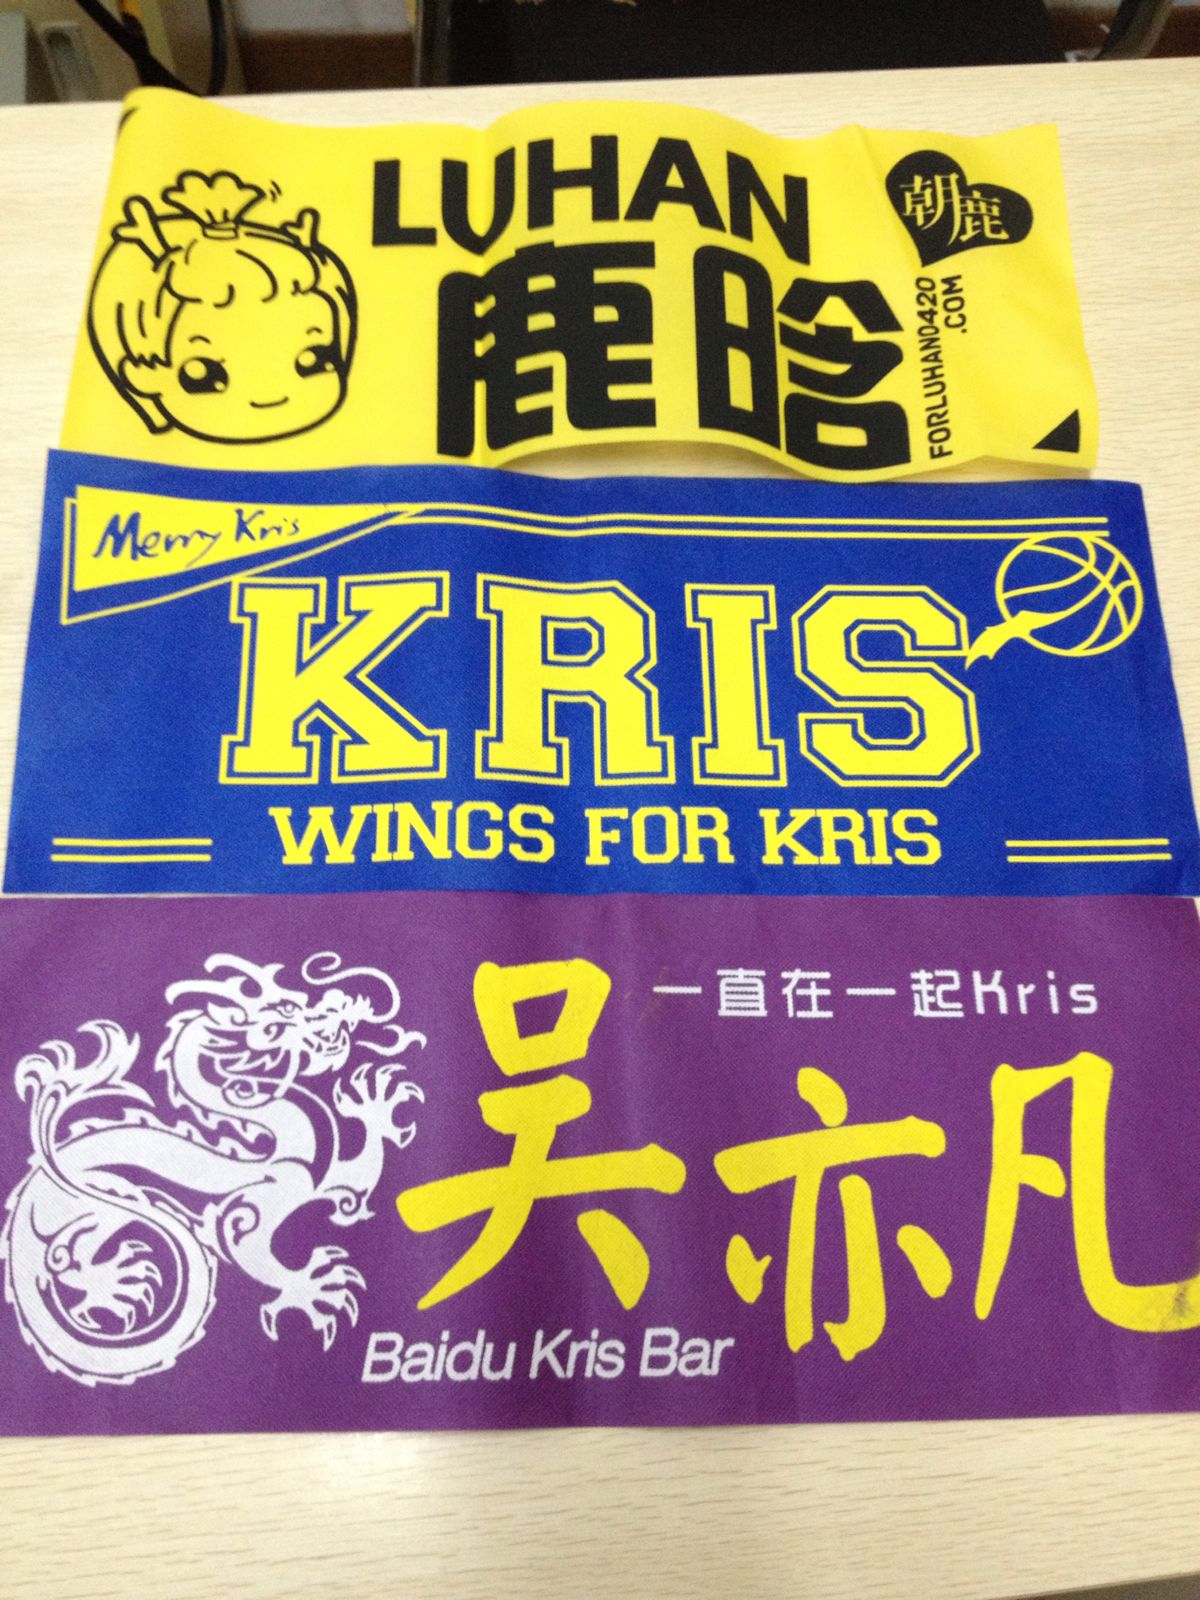 LUHAN
鹿晗
朝鹿
FORLUHAN0420
.COM
Merry Kris
KRIS
WINGS FOR KRIS
一直在一起Kris
吴亦凡
Baidu Kris Bar